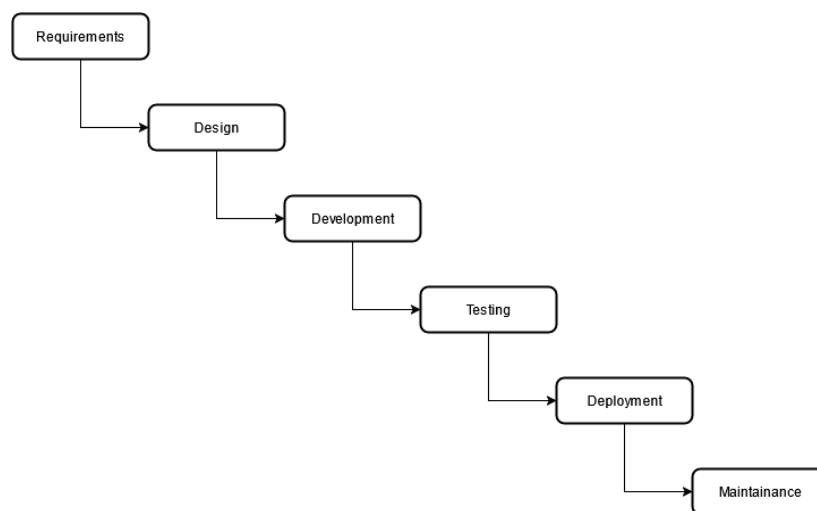 Requirements
Design
Development
Testing
Deployment
Maintainance